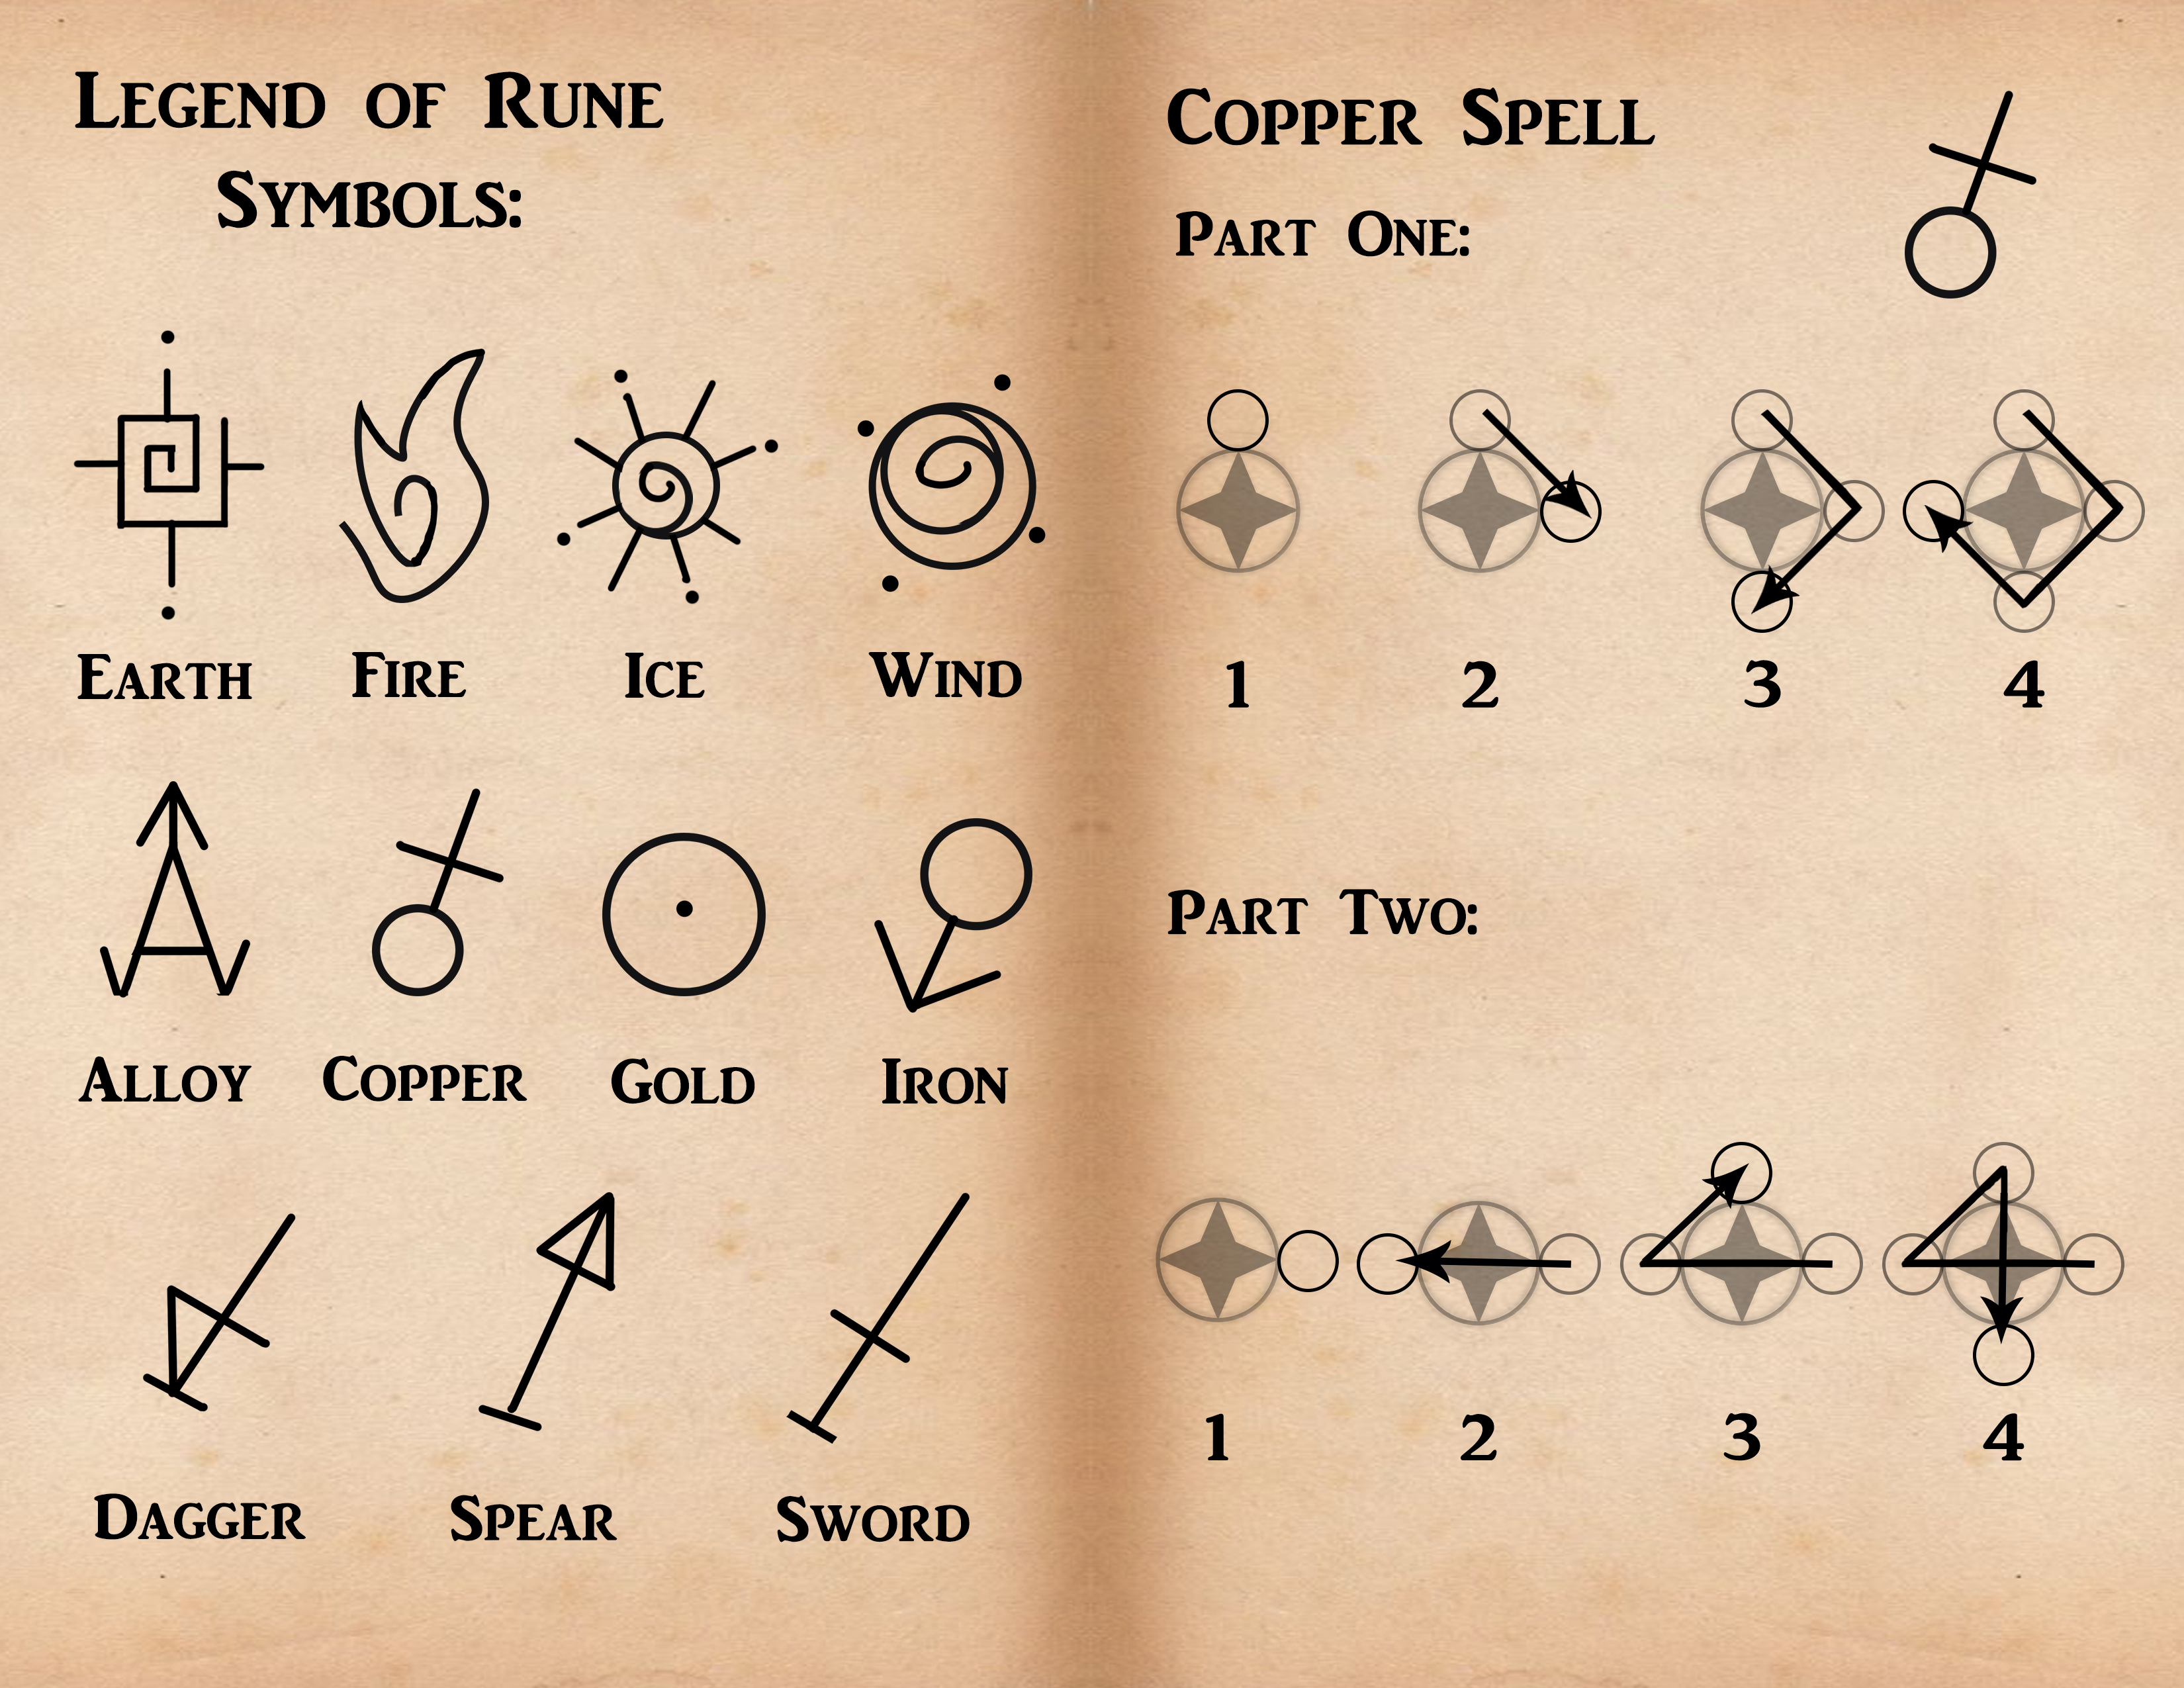 Legend of Rune
Symbols:
Earth
Fire
Ice
Wind
Alloy
Copper
Gold
Iron
Dagger
Spear
Sword
Copper Spell
Part One:
1
2
3
4
Part Two:
1
2
3
4